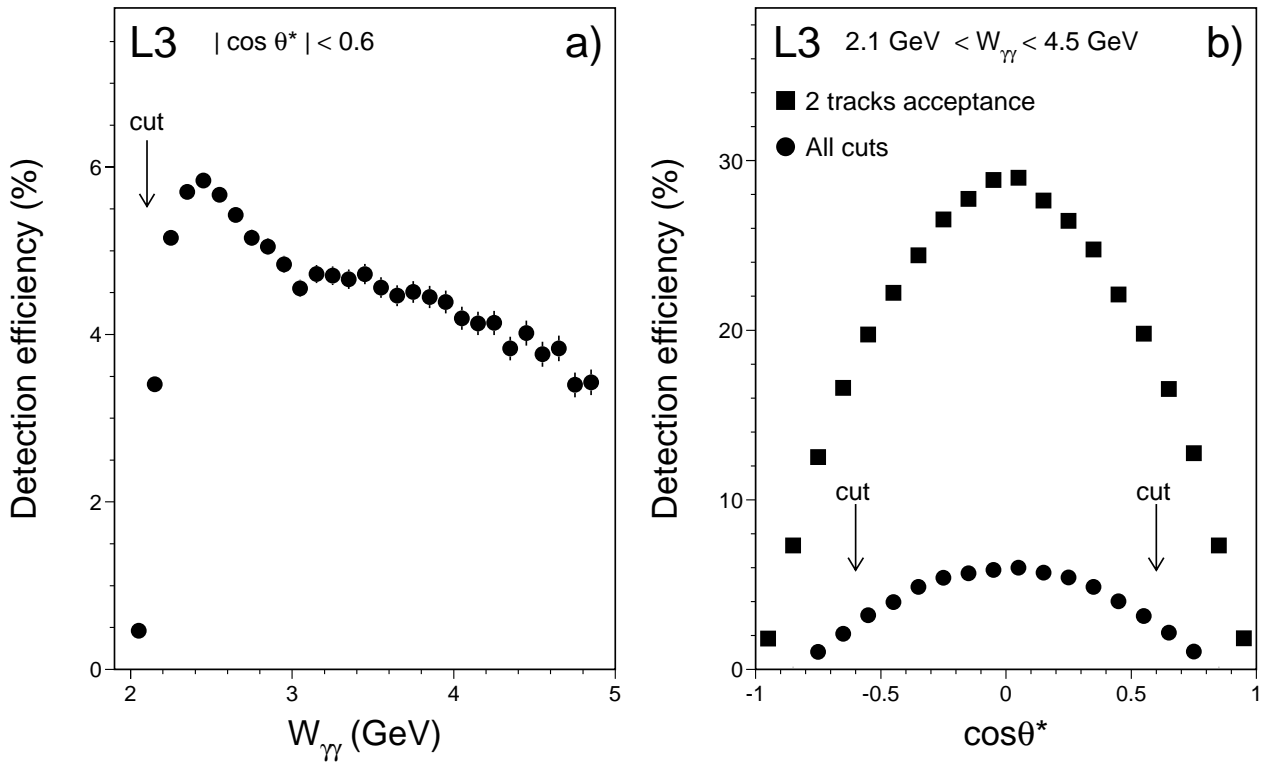 L3 | cos θ* | < 0.6 a)
cut
Detection efficiency (%)
6
4
2
0
2 3 4 5
W_γγ (GeV)
L3 2.1 GeV < W_γγ < 4.5 GeV b)
2 tracks acceptance
All cuts
Detection efficiency (%)
30
20
10
0
cut cut
-1 -0.5 0 0.5 1
cosθ*